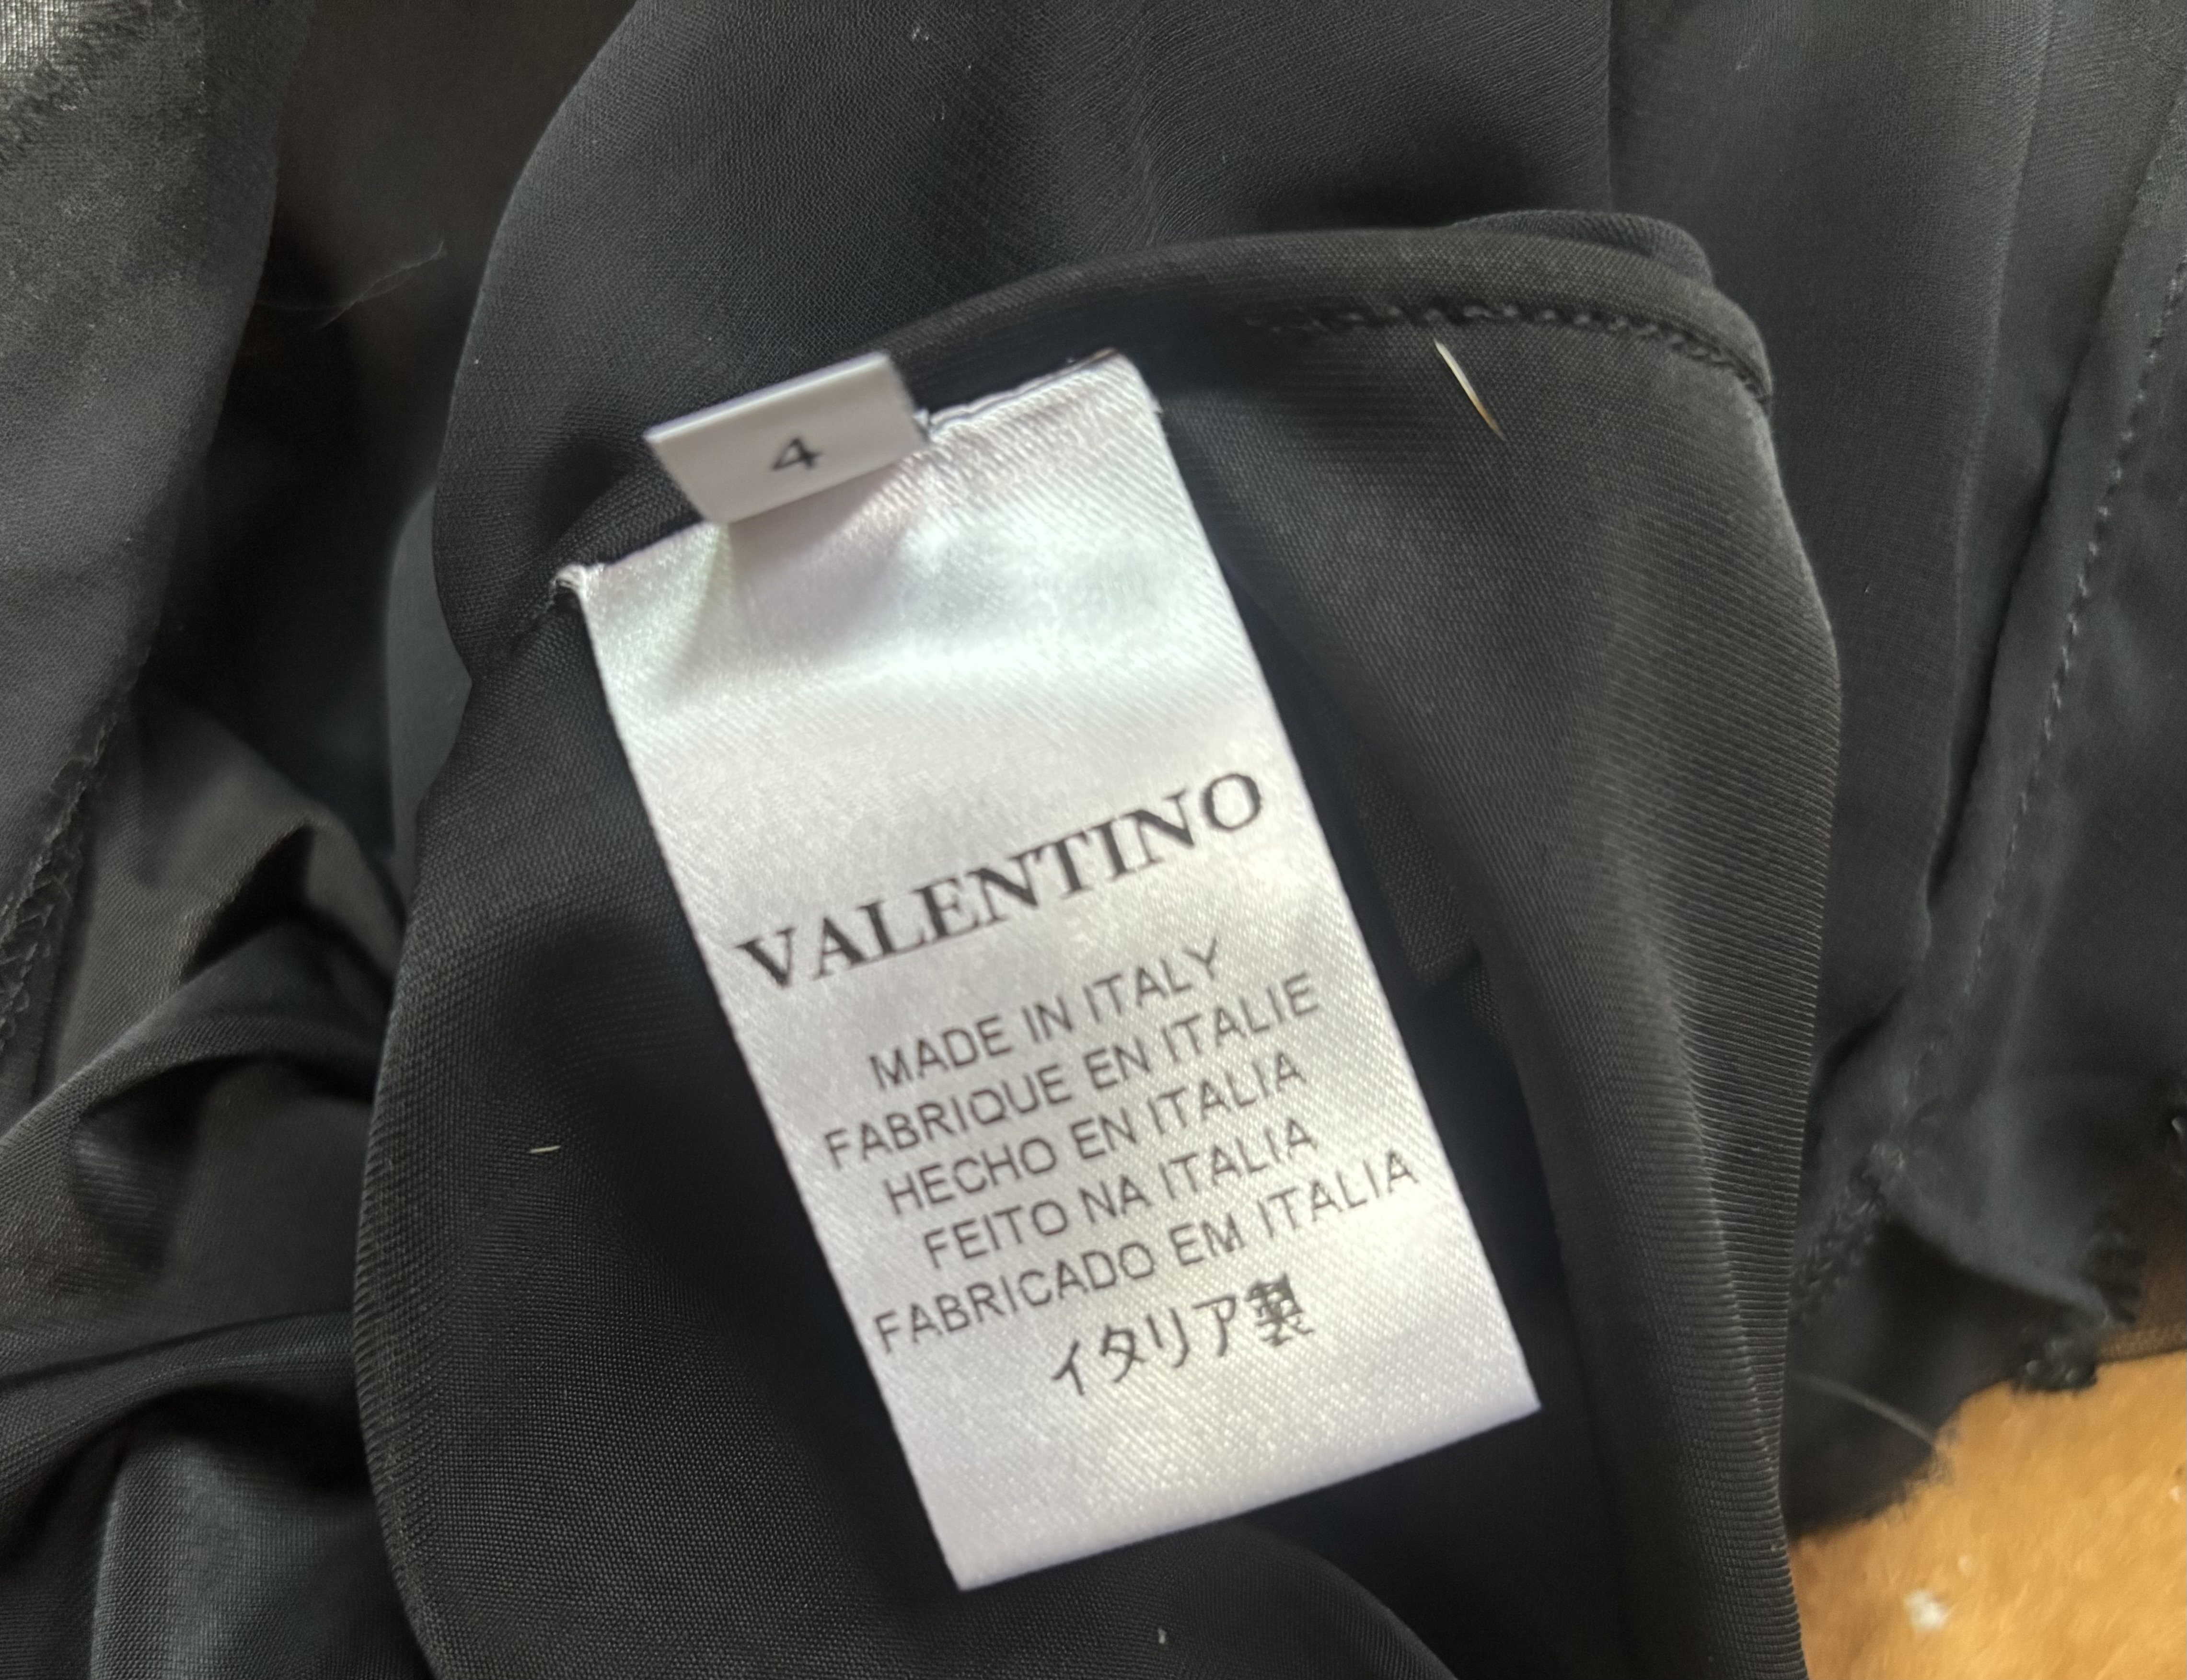 4
VALENTINO
MADE IN ITALY
FABRIQUE EN ITALIE
HECHO EN ITALIA
FEITO NA ITALIA
FABRICADO EM ITALIA
イタリア製